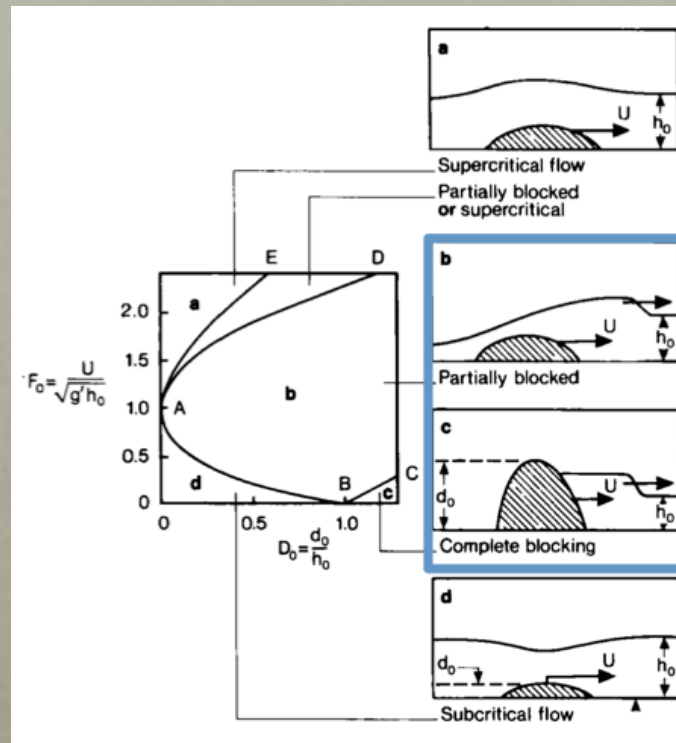 a
U
h₀
Supercritical flow
Partially blocked
or supercritical
E
D
a
2.0
1.5
1.0
0.5
0
A
b
d
B
C
c
F₀ = U / √g'h₀
0
0.5
1.0
D₀ = d₀ / h₀
b
U
h₀
Partially blocked
c
d₀
U
h₀
Complete blocking
d
d₀
U
h₀
Subcritical flow